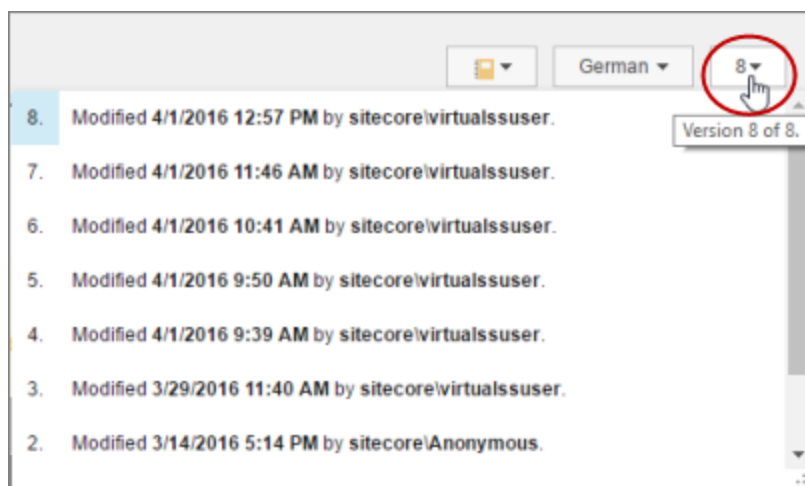 German 8
8. Modified 4/1/2016 12:57 PM by sitecore\virtualssuser.
Version 8 of 8.
7. Modified 4/1/2016 11:46 AM by sitecore\virtualssuser.
6. Modified 4/1/2016 10:41 AM by sitecore\virtualssuser.
5. Modified 4/1/2016 9:50 AM by sitecore\virtualssuser.
4. Modified 4/1/2016 9:39 AM by sitecore\virtualssuser.
3. Modified 3/29/2016 11:40 AM by sitecore\virtualssuser.
2. Modified 3/14/2016 5:14 PM by sitecore\Anonymous.